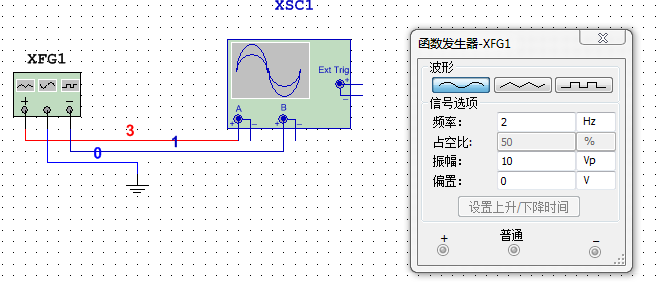 XSC1
XFG1
Ext Trig.
+
−
A
B
+
−
+
−
+
−
3
1
0
函数发生器-XFG1
波形
信号选项
频率： 2 Hz
占空比： 50 %
振幅： 10 Vp
偏置： 0 V
设置上升/下降时间
+ 普通 −